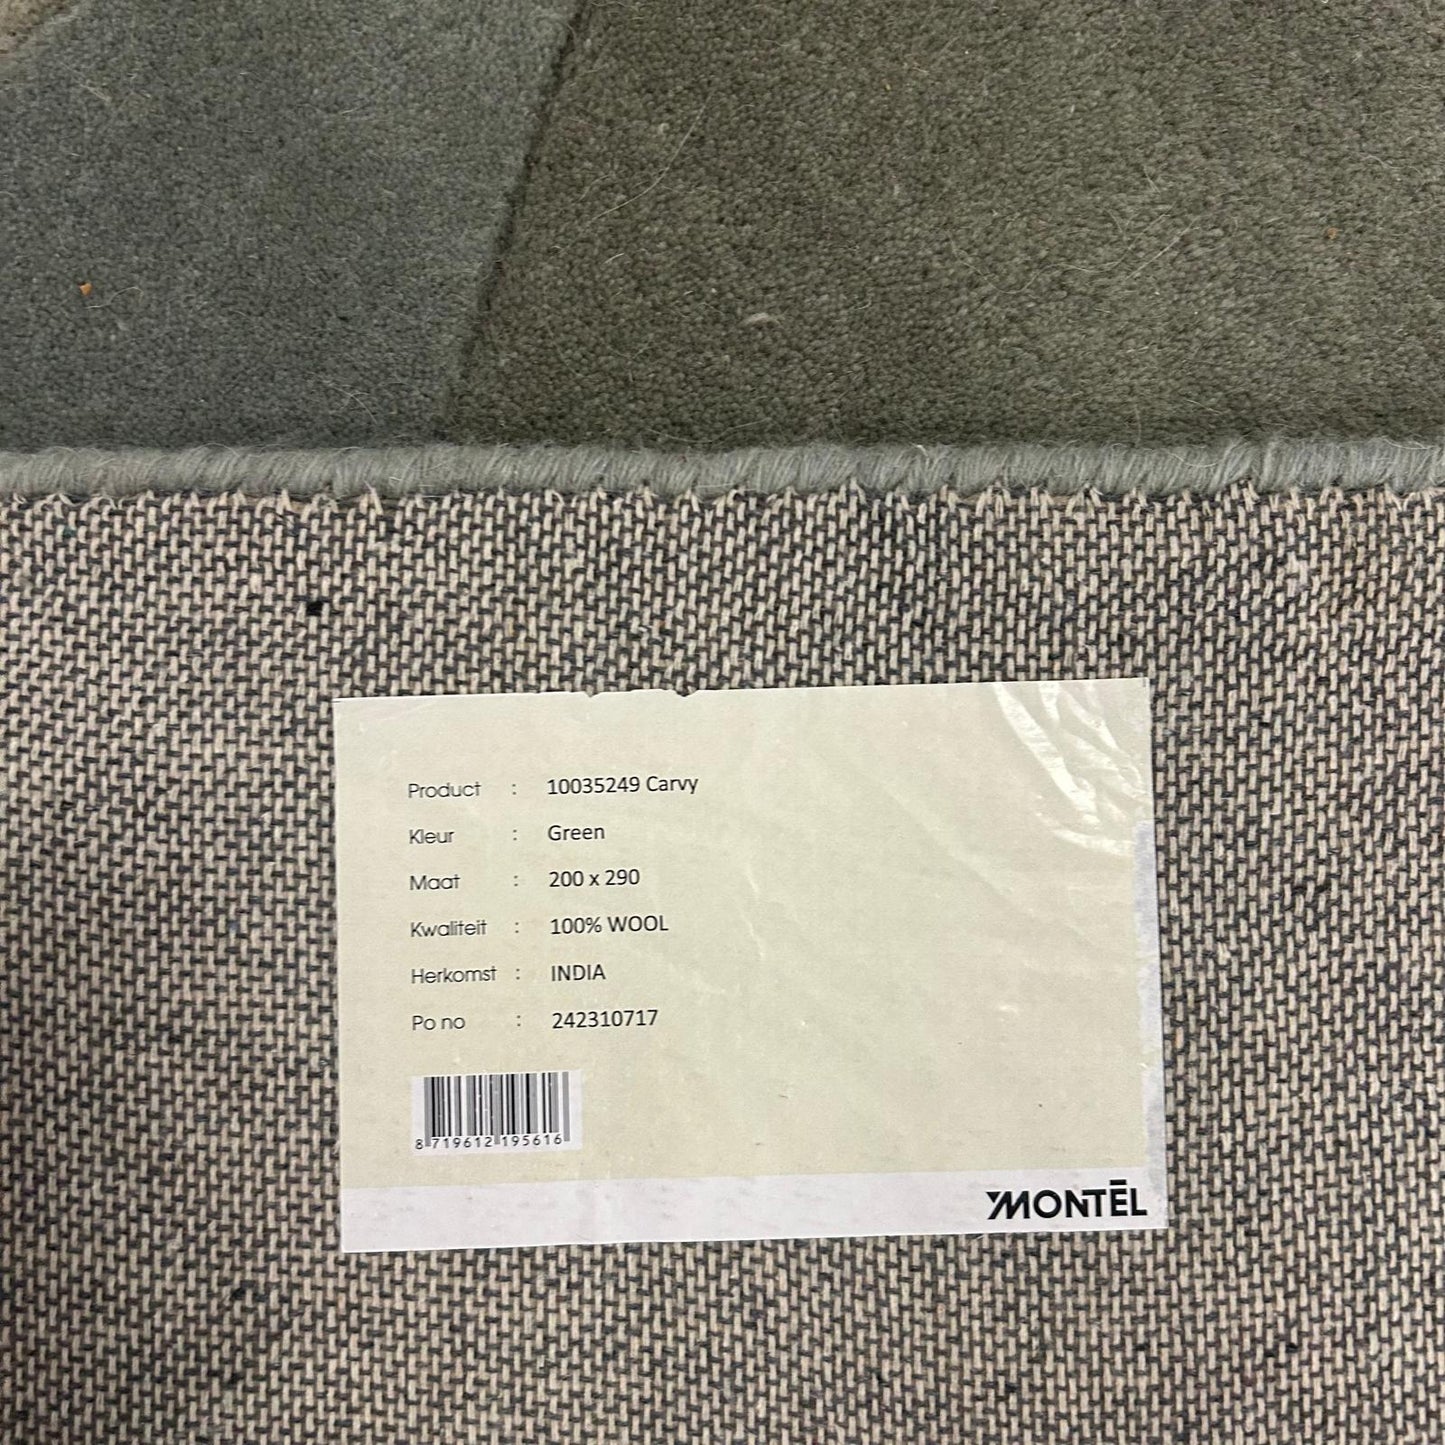 Product : 10035249 Carvy
Kleur : Green
Maat : 200 x 290
Kwaliteit : 100% WOOL
Herkomst : INDIA
Po no : 242310717
8 719612 195616
MONTĒL